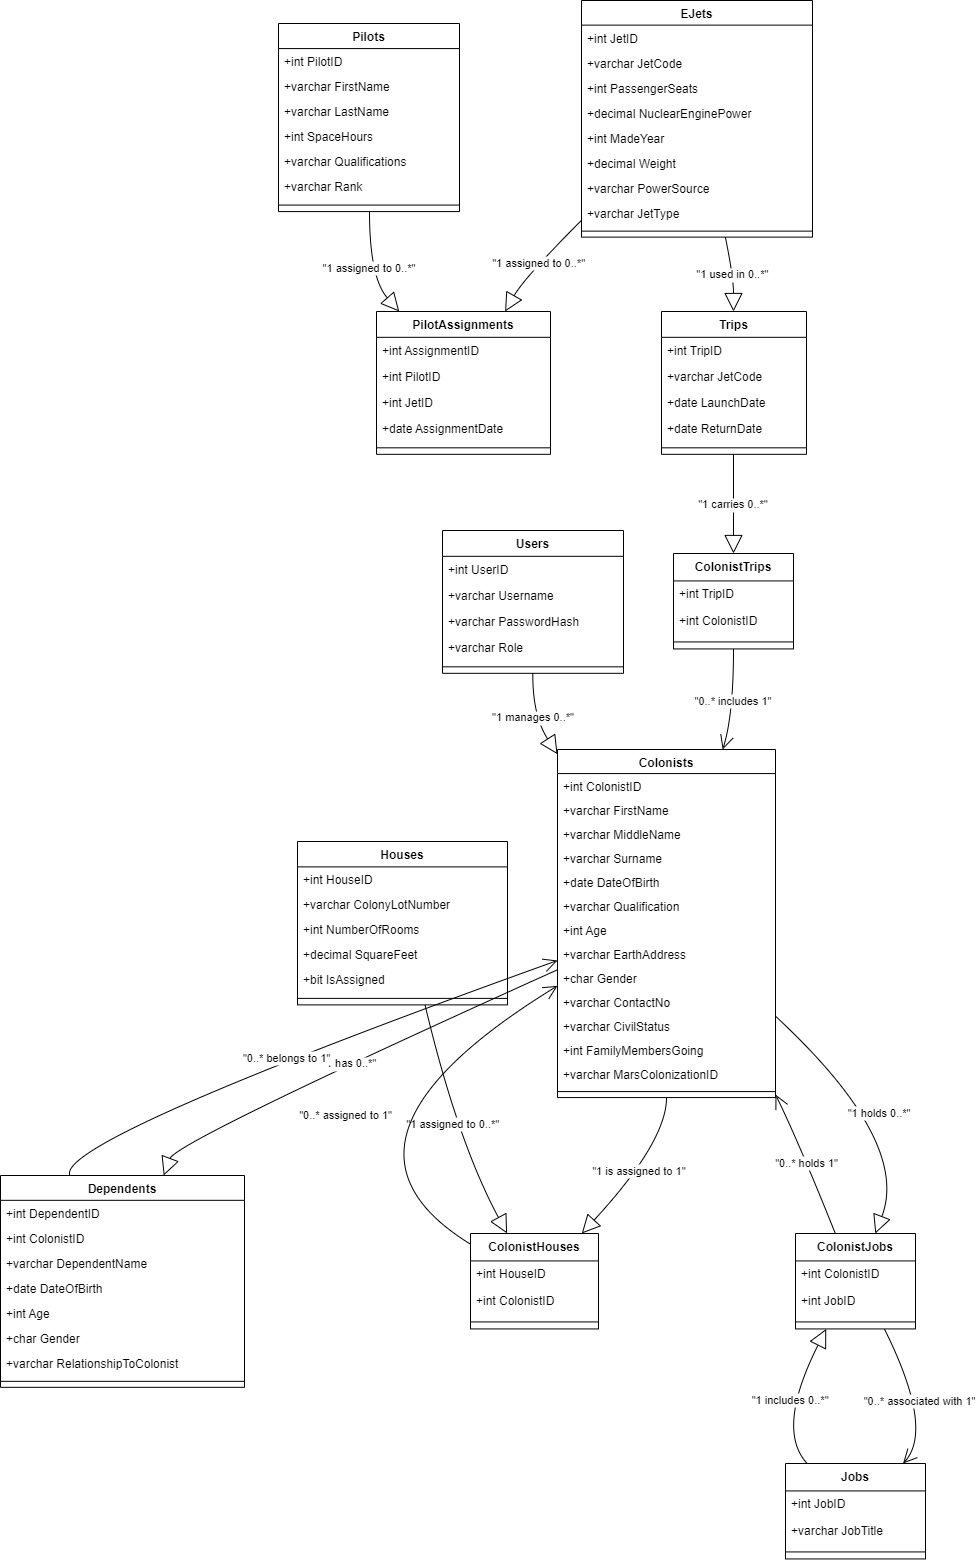 Pilots
+int PilotID
+varchar FirstName
+varchar LastName
+int SpaceHours
+varchar Qualifications
+varchar Rank
EJets
+int JetID
+varchar JetCode
+int PassengerSeats
+decimal NuclearEnginePower
+int MadeYear
+decimal Weight
+varchar PowerSource
+varchar JetType
"1 assigned to 0..*"
"1 assigned to 0..*"
"1 used in 0..*"
PilotAssignments
+int AssignmentID
+int PilotID
+int JetID
+date AssignmentDate
Trips
+int TripID
+varchar JetCode
+date LaunchDate
+date ReturnDate
"1 carries 0..*"
Users
+int UserID
+varchar Username
+varchar PasswordHash
+varchar Role
ColonistTrips
+int TripID
+int ColonistID
"1 manages 0..*"
"0..* includes 1"
Colonists
+int ColonistID
+varchar FirstName
+varchar MiddleName
+varchar Surname
+date DateOfBirth
+varchar Qualification
+int Age
+varchar EarthAddress
+char Gender
+varchar ContactNo
+varchar CivilStatus
+int FamilyMembersGoing
+varchar MarsColonizationID
Houses
+int HouseID
+varchar ColonyLotNumber
+int NumberOfRooms
+decimal SquareFeet
+bit IsAssigned
"0..* belongs to 1"
has 0..*"
"0..* assigned to 1"
"1 assigned to 0..*"
"1 is assigned to 1"
"1 holds 0..*"
"0..* holds 1"
Dependents
+int DependentID
+int ColonistID
+varchar DependentName
+date DateOfBirth
+int Age
+char Gender
+varchar RelationshipToColonist
ColonistHouses
+int HouseID
+int ColonistID
ColonistJobs
+int ColonistID
+int JobID
"1 includes 0..*"
"0..* associated with 1"
Jobs
+int JobID
+varchar JobTitle